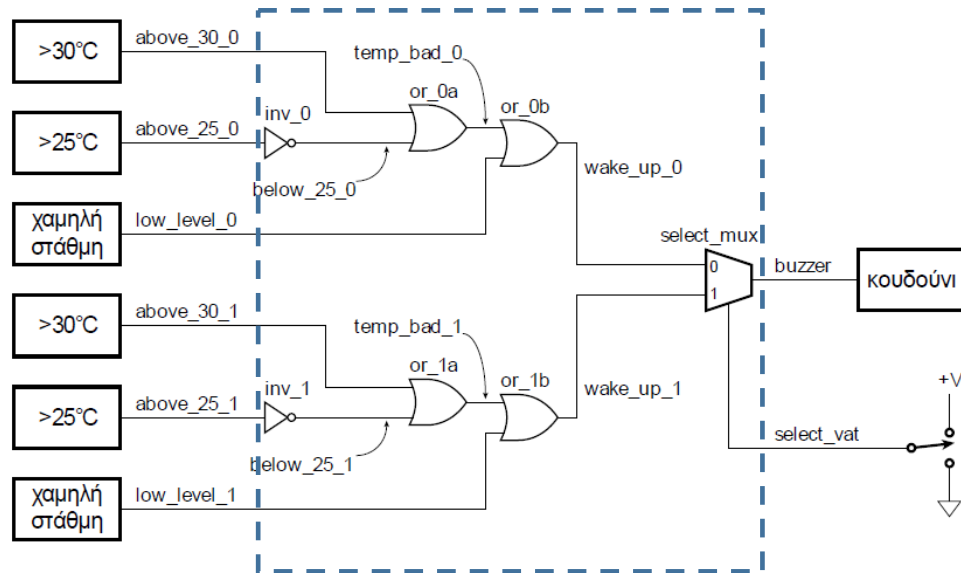 >30°C
above_30_0
temp_bad_0
or_0a
or_0b
inv_0
>25°C
above_25_0
below_25_0
wake_up_0
χαμηλή
στάθμη
low_level_0
select_mux
0
1
buzzer
κουδούνι
>30°C
above_30_1
temp_bad_1
or_1a
or_1b
inv_1
>25°C
above_25_1
below_25_1
wake_up_1
+V
select_vat
χαμηλή
στάθμη
low_level_1